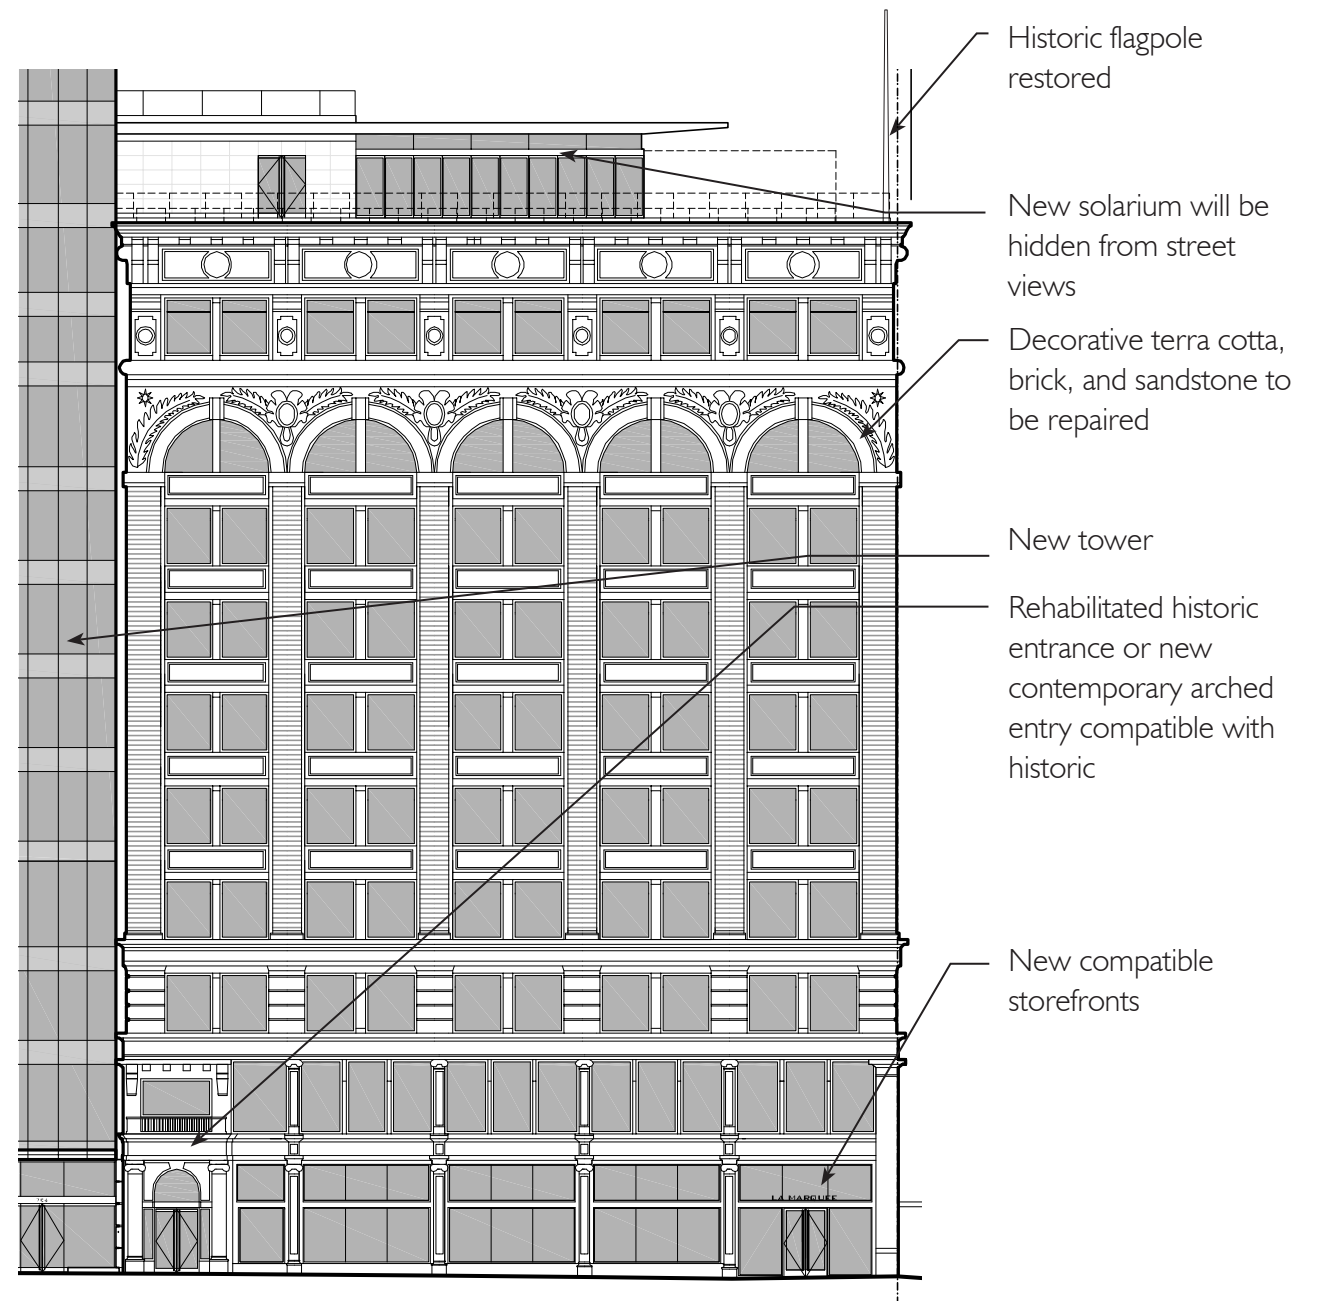 Historic flagpole
restored
New solarium will be
hidden from street
views
Decorative terra cotta,
brick, and sandstone to
be repaired
New tower
Rehabilitated historic
entrance or new
contemporary arched
entry compatible with
historic
New compatible
storefronts
LA MARQUEE